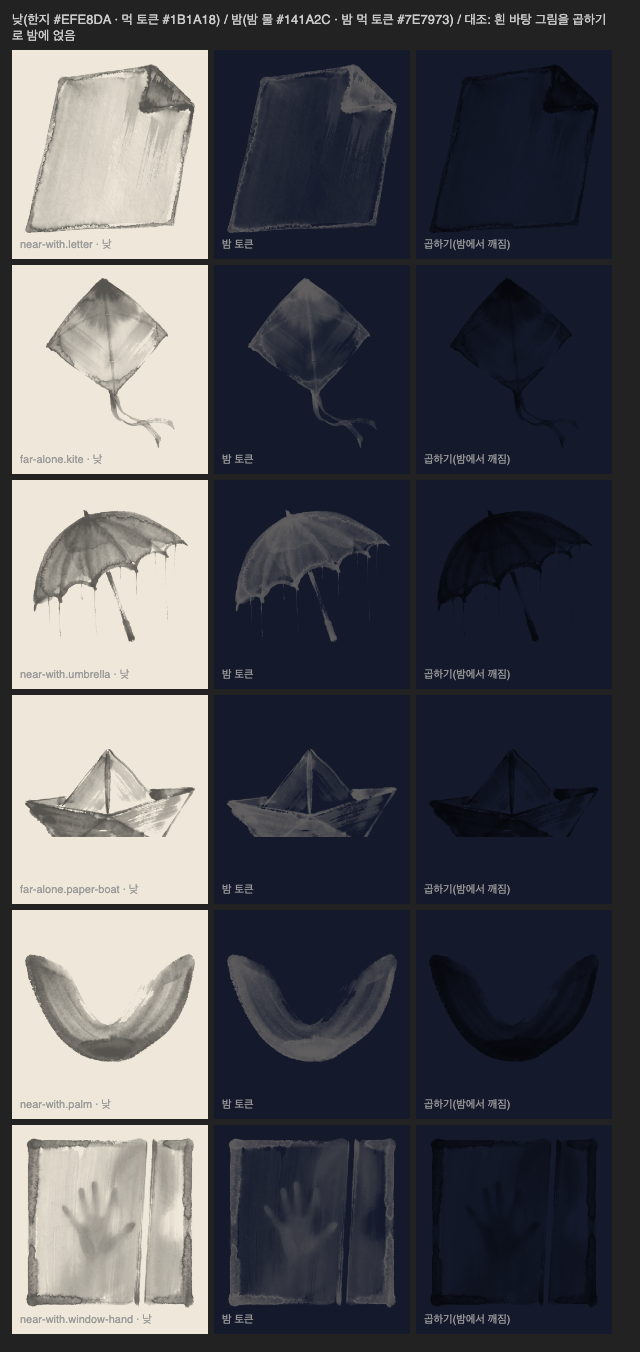 낮(한지 #EFE8DA · 먹 토큰 #1B1A18) / 밤(밤 물 #141A2C · 밤 먹 토큰 #7E7973) / 대조: 흰 바탕 그림을 곱하기
로 밤에 얹음
near-with.letter · 낮
밤 토큰
곱하기(밤에서 깨짐)
far-alone.kite · 낮
밤 토큰
곱하기(밤에서 깨짐)
near-with.umbrella · 낮
밤 토큰
곱하기(밤에서 깨짐)
far-alone.paper-boat · 낮
밤 토큰
곱하기(밤에서 깨짐)
near-with.palm · 낮
밤 토큰
곱하기(밤에서 깨짐)
near-with.window-hand · 낮
밤 토큰
곱하기(밤에서 깨짐)